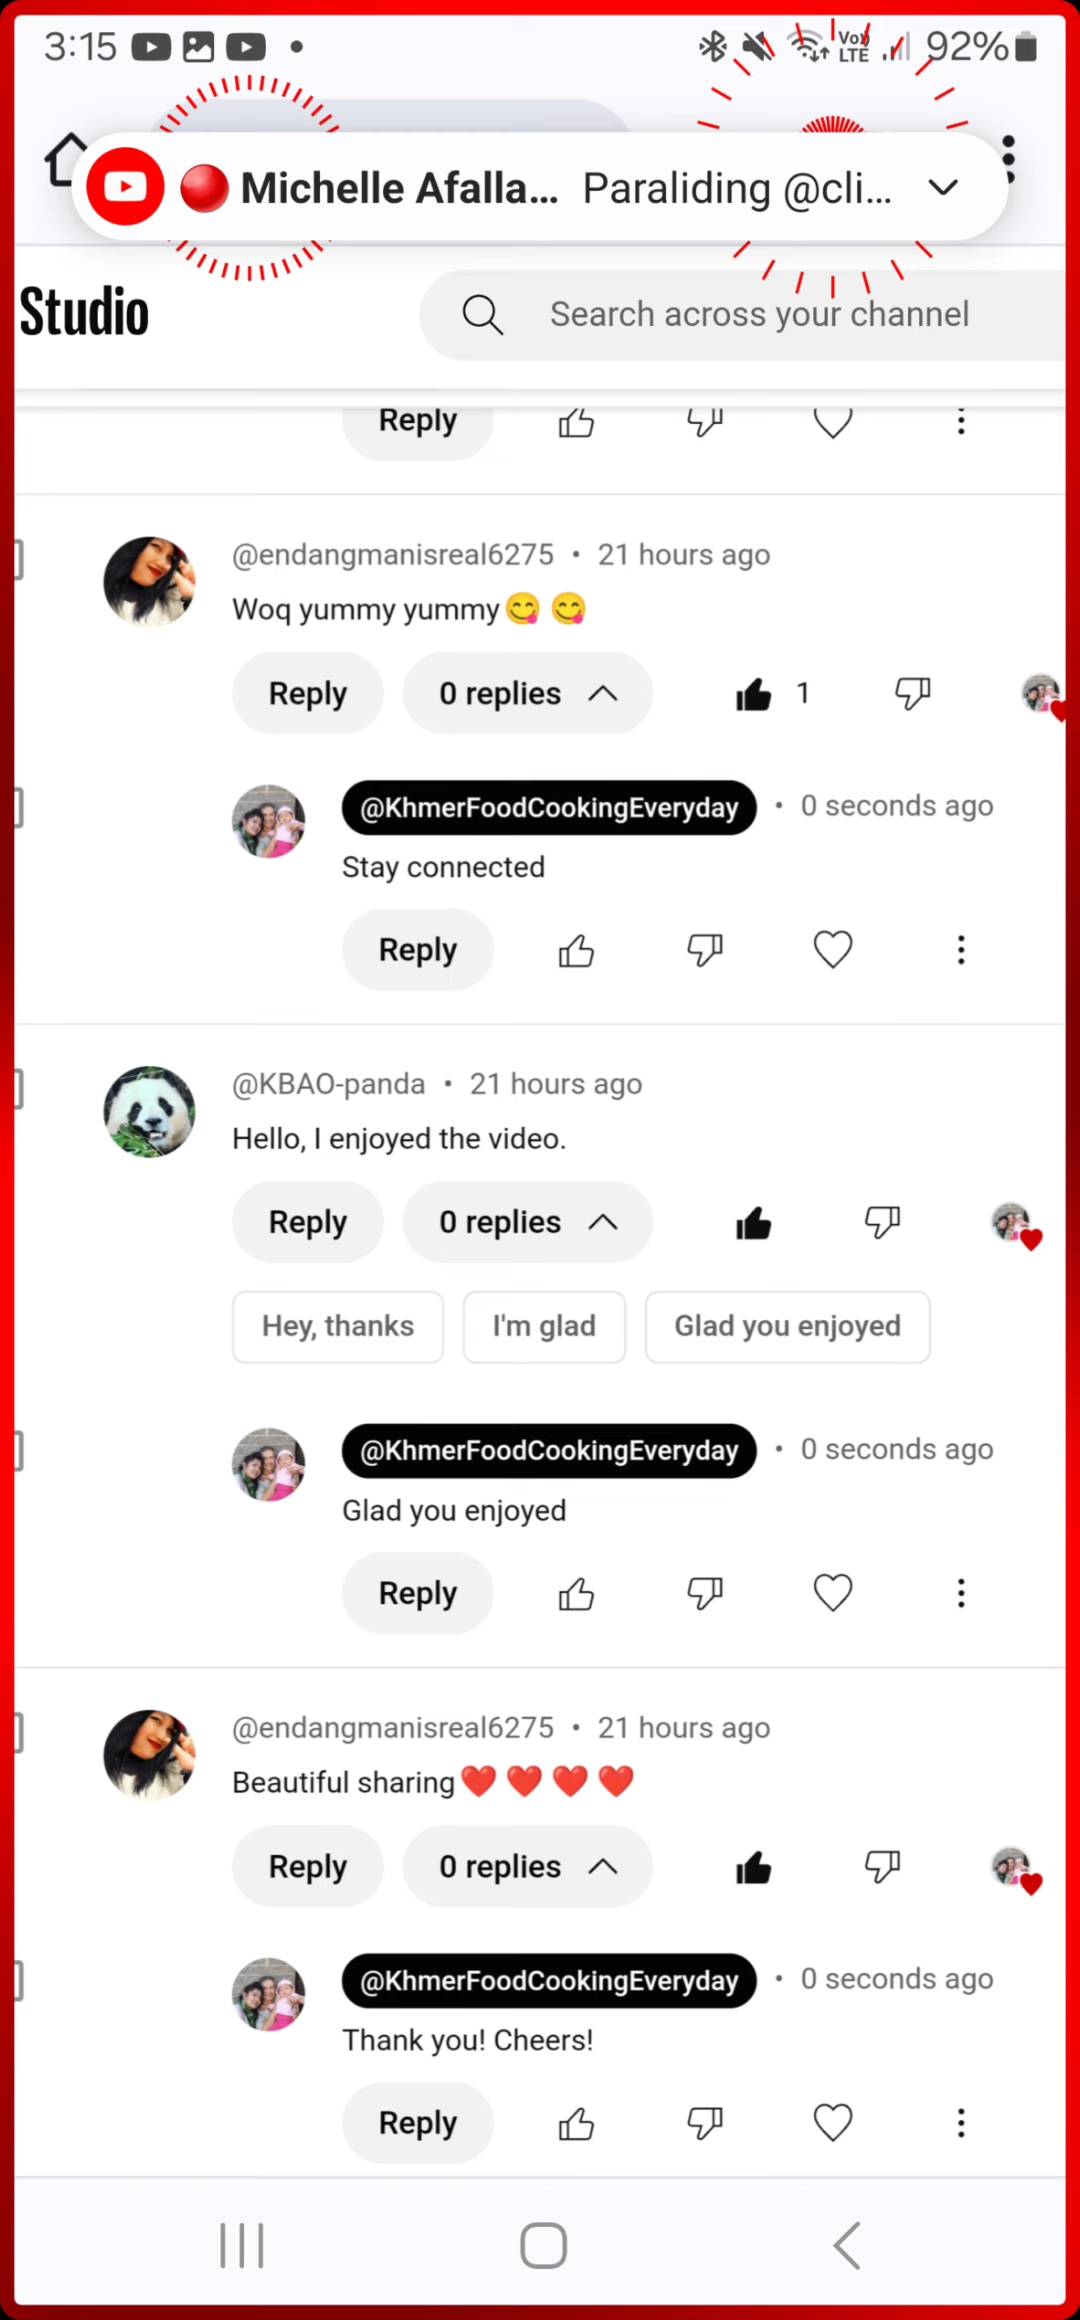 3:15
Vo) LTE 92%
Michelle Afalla... Paraliding @cli...
Studio
Search across your channel
Reply
@endangmanisreal6275 • 21 hours ago
Woq yummy yummy😋 😋
Reply 0 replies 1
@KhmerFoodCookingEveryday • 0 seconds ago
Stay connected
Reply
@KBAO-panda • 21 hours ago
Hello, I enjoyed the video.
Reply 0 replies
Hey, thanks I'm glad Glad you enjoyed
@KhmerFoodCookingEveryday • 0 seconds ago
Glad you enjoyed
Reply
@endangmanisreal6275 • 21 hours ago
Beautiful sharing❤️ ❤️ ❤️ ❤️
Reply 0 replies
@KhmerFoodCookingEveryday • 0 seconds ago
Thank you! Cheers!
Reply